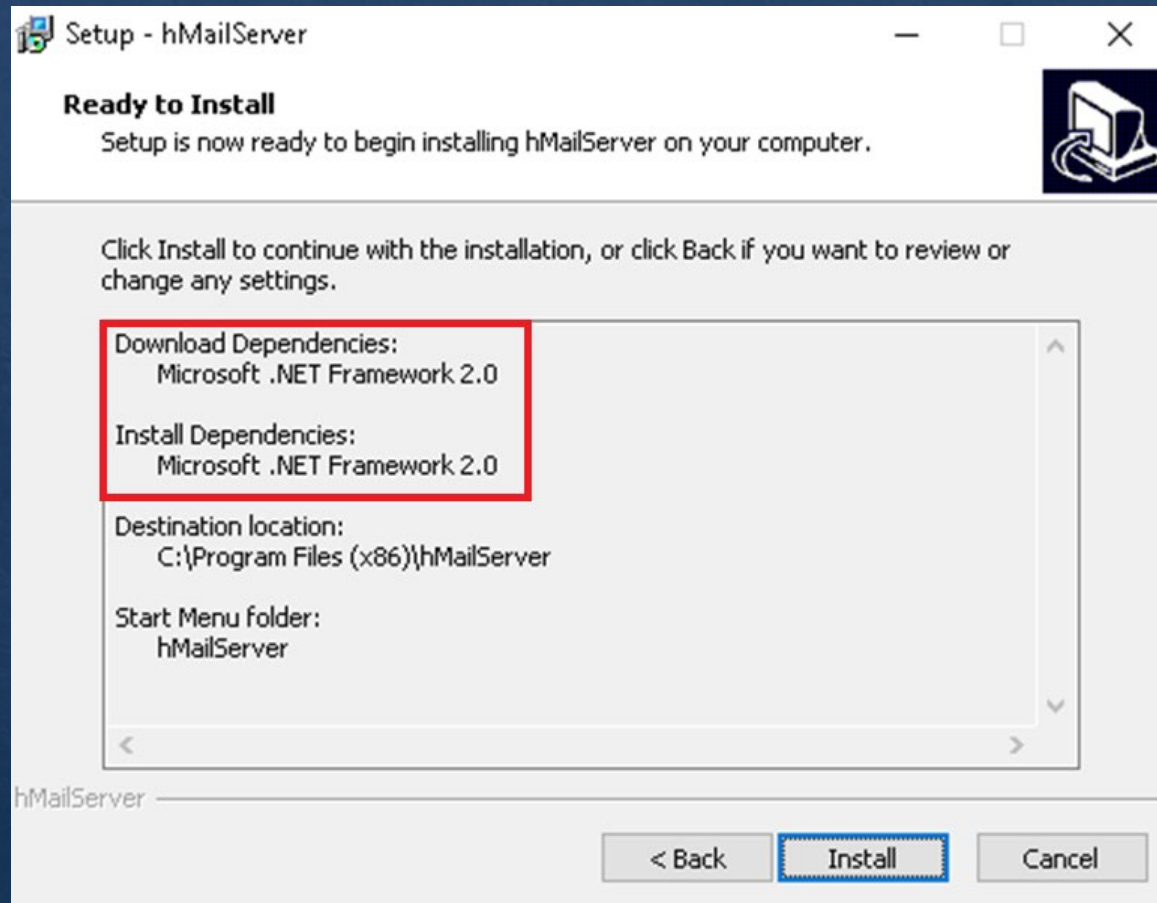 Setup - hMailServer
Ready to Install
Setup is now ready to begin installing hMailServer on your computer.
Click Install to continue with the installation, or click Back if you want to review or
change any settings.
Download Dependencies:
Microsoft .NET Framework 2.0
Install Dependencies:
Microsoft .NET Framework 2.0
Destination location:
C:\Program Files (x86)\hMailServer
Start Menu folder:
hMailServer
hMailServer
< Back
Install
Cancel